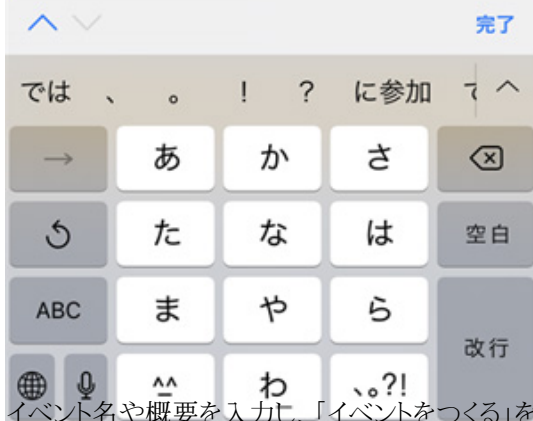 完了
では 、 。 ! ? に参加
→ あ か さ
た な は 空白
ABC ま や ら
改行
^^ わ 、。?!
イベント名や概要を入力し、「イベントをつくる」を